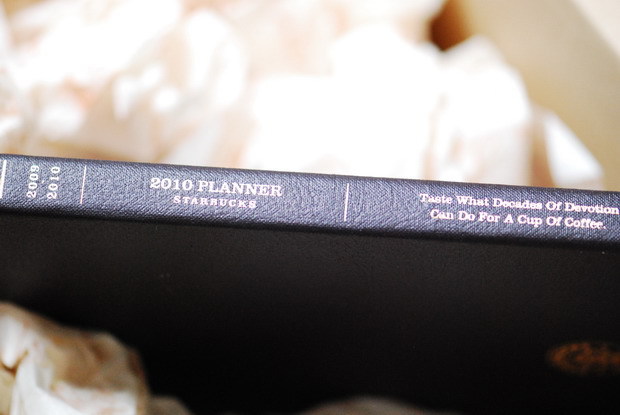 2009
2010
2010 PLANNER
STARBUCKS
Taste What Decades Of Devotion
Can Do For A Cup Of Coffee.